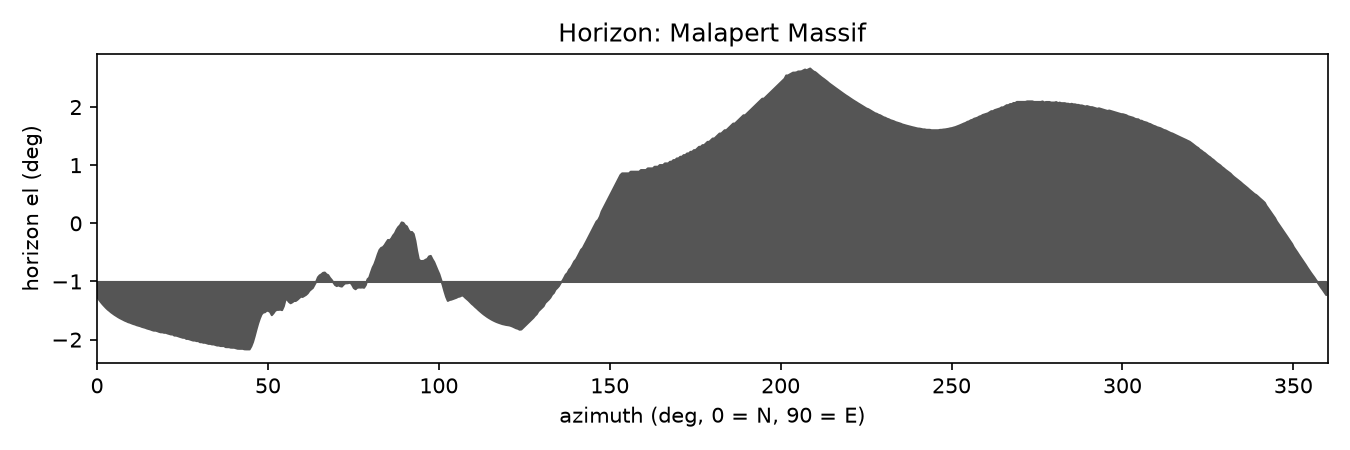 Horizon: Malapert Massif
horizon el (deg)
2
1
0
−1
−2
0 50 100 150 200 250 300 350
azimuth (deg, 0 = N, 90 = E)